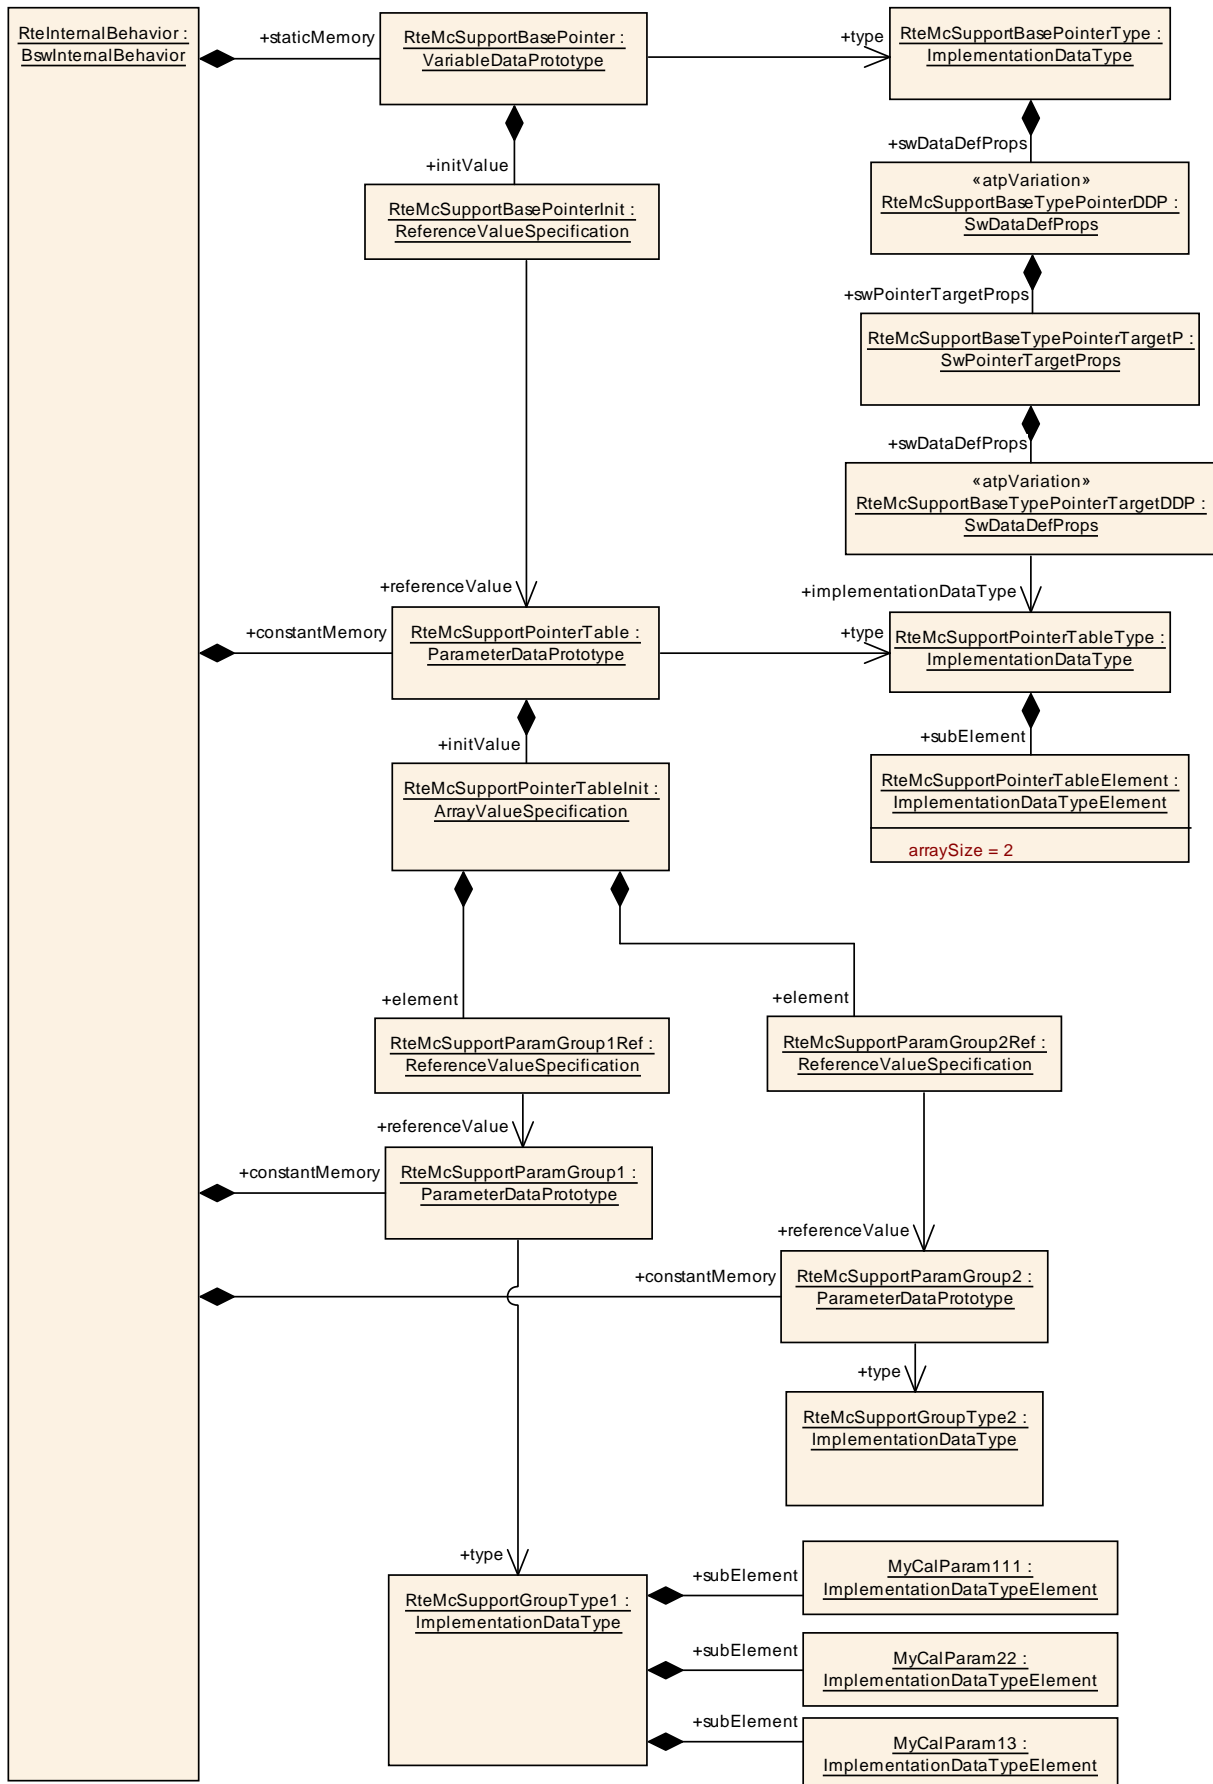 RteInternalBehavior :
BswInternalBehavior
+staticMemory
RteMcSupportBasePointer :
VariableDataPrototype
+type
RteMcSupportBasePointerType :
ImplementationDataType
+swDataDefProps
+initValue
«atpVariation»
RteMcSupportBaseTypePointerDDP :
SwDataDefProps
RteMcSupportBasePointerInit :
ReferenceValueSpecification
+swPointerTargetProps
RteMcSupportBaseTypePointerTargetP :
SwPointerTargetProps
+swDataDefProps
«atpVariation»
RteMcSupportBaseTypePointerTargetDDP :
SwDataDefProps
+referenceValue
+implementationDataType
+constantMemory
RteMcSupportPointerTable :
ParameterDataPrototype
+type
RteMcSupportPointerTableType :
ImplementationDataType
+initValue
+subElement
RteMcSupportPointerTableInit :
ArrayValueSpecification
RteMcSupportPointerTableElement :
ImplementationDataTypeElement
arraySize = 2
+element
+element
RteMcSupportParamGroup1Ref :
ReferenceValueSpecification
RteMcSupportParamGroup2Ref :
ReferenceValueSpecification
+referenceValue
+constantMemory
RteMcSupportParamGroup1 :
ParameterDataPrototype
+referenceValue
+constantMemory
RteMcSupportParamGroup2 :
ParameterDataPrototype
+type
RteMcSupportGroupType2 :
ImplementationDataType
+type
RteMcSupportGroupType1 :
ImplementationDataType
+subElement
MyCalParam111 :
ImplementationDataTypeElement
+subElement
MyCalParam22 :
ImplementationDataTypeElement
+subElement
MyCalParam13 :
ImplementationDataTypeElement